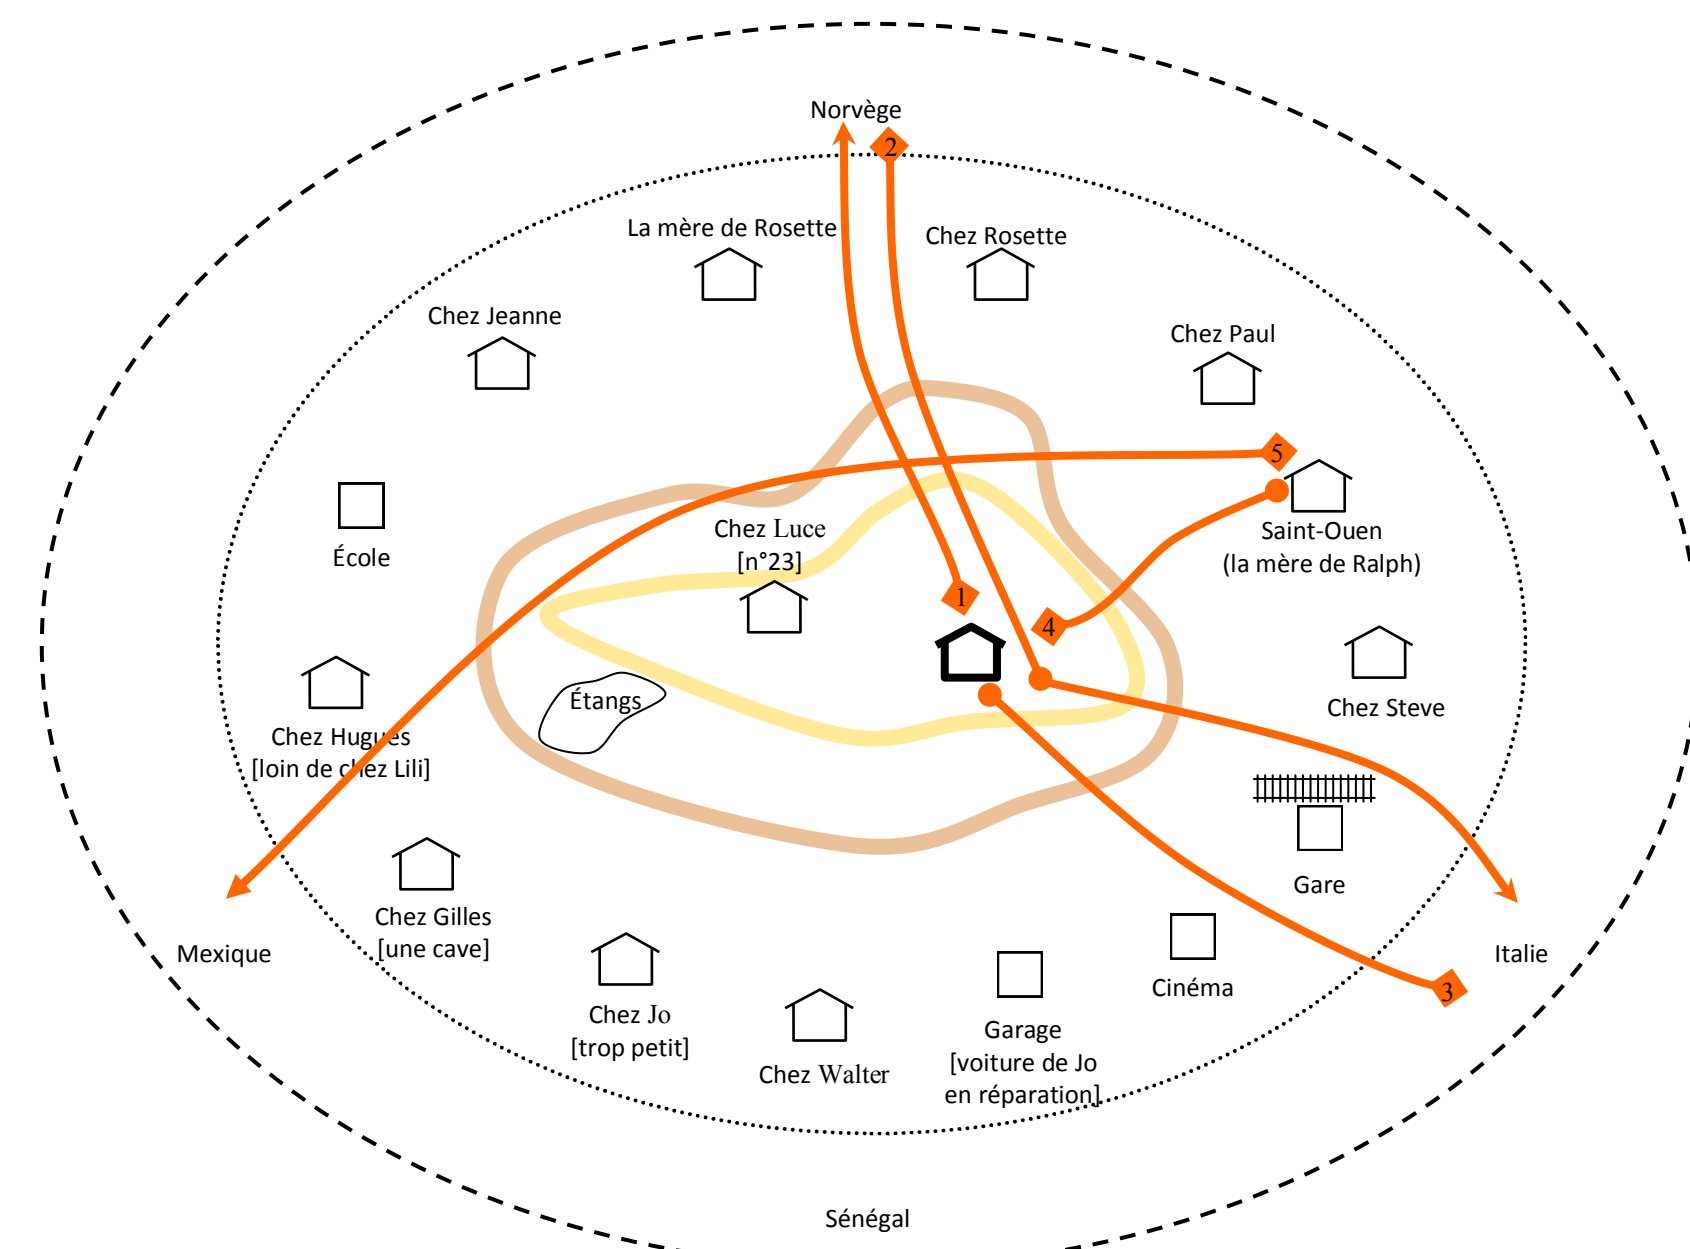 Norvège
2
La mère de Rosette
Chez Rosette
Chez Jeanne
Chez Paul
5
Saint-Ouen
(la mère de Ralph)
École
Chez Luce
[n°23]
1
4
Étangs
Chez Hugues
[loin de chez Lili]
Chez Steve
Gare
Chez Gilles
[une cave]
Mexique
Italie
3
Cinéma
Chez Jo
[trop petit]
Chez Walter
Garage
[voiture de Jo
en réparation]
Sénégal